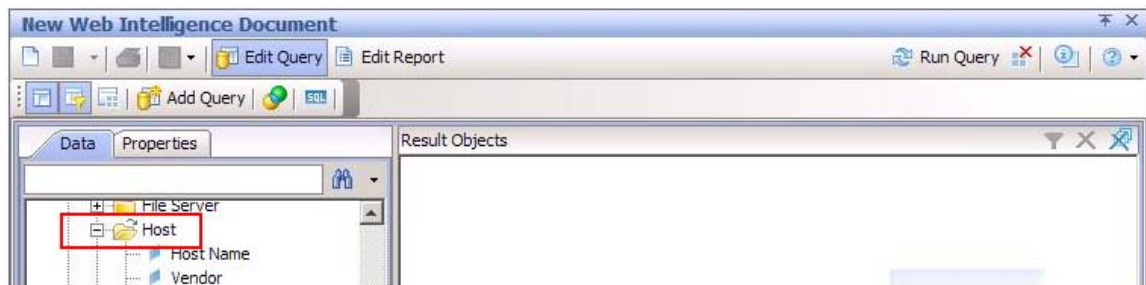 New Web Intelligence Document
Edit Query Edit Report Run Query
Add Query SQL
Data Properties Result Objects
File Server
Host
Host Name
Vendor